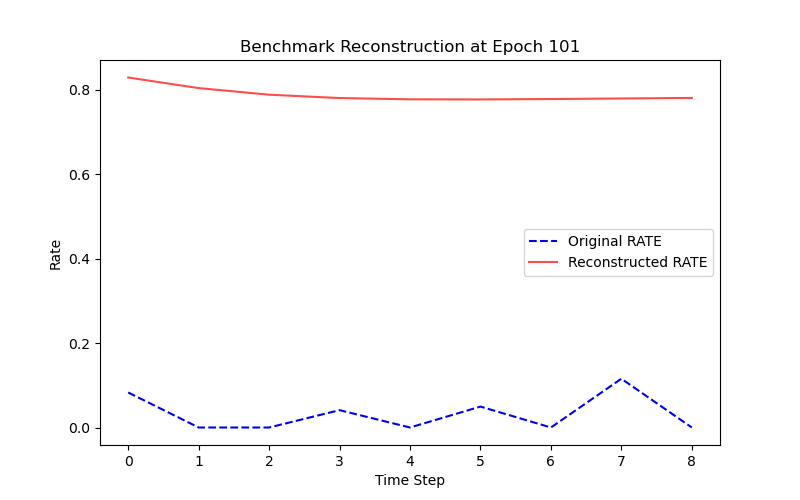 Benchmark Reconstruction at Epoch 101
0.8
0.6
0.4
0.2
0.0
Rate
Original RATE
Reconstructed RATE
0 1 2 3 4 5 6 7 8
Time Step